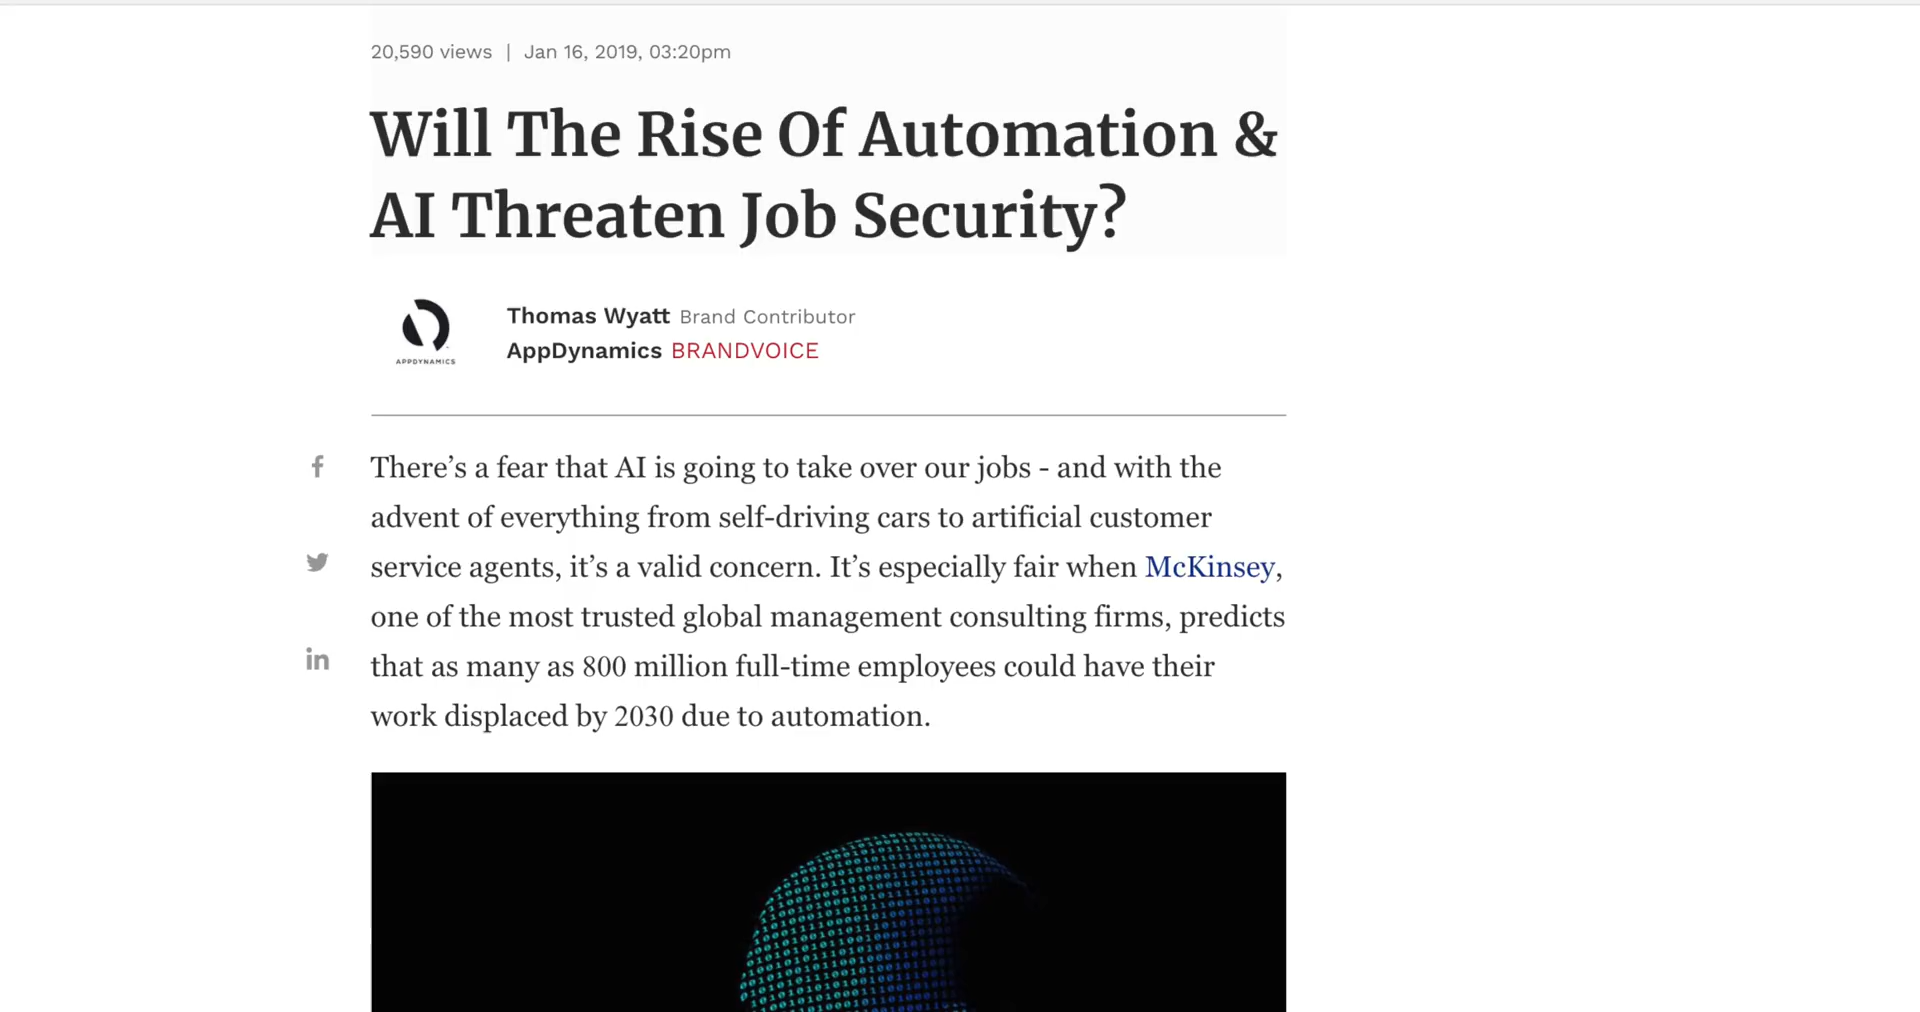 20,590 views | Jan 16, 2019, 03:20pm
Will The Rise Of Automation &
AI Threaten Job Security?
APPDYNAMICS
Thomas Wyatt Brand Contributor
AppDynamics BRANDVOICE
There’s a fear that AI is going to take over our jobs - and with the
advent of everything from self-driving cars to artificial customer
service agents, it’s a valid concern. It’s especially fair when McKinsey,
one of the most trusted global management consulting firms, predicts
that as many as 800 million full-time employees could have their
work displaced by 2030 due to automation.